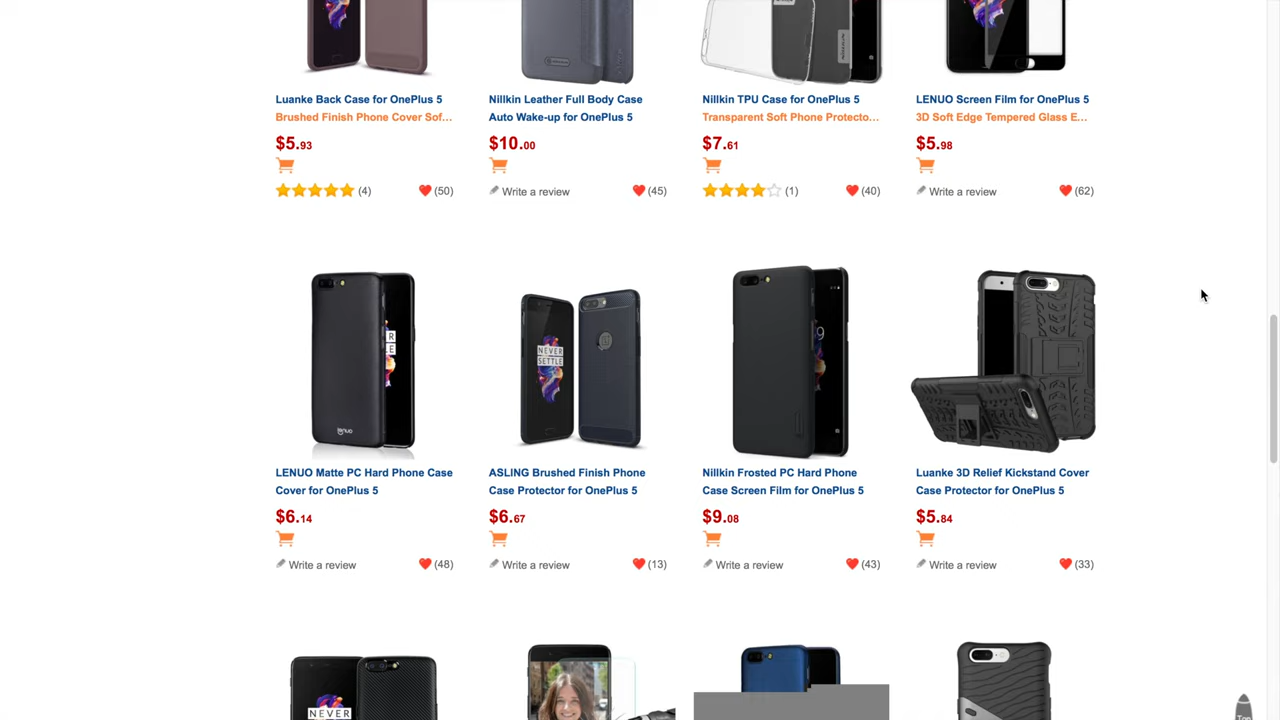 Luanke Back Case for OnePlus 5
Brushed Finish Phone Cover Sof...
$5.93
(4)
(50)
Nillkin Leather Full Body Case
Auto Wake-up for OnePlus 5
$10.00
Write a review
(45)
Nillkin TPU Case for OnePlus 5
Transparent Soft Phone Protecto...
$7.61
(1)
(40)
LENUO Screen Film for OnePlus 5
3D Soft Edge Tempered Glass E...
$5.98
Write a review
(62)
lenuo
LENUO Matte PC Hard Phone Case
Cover for OnePlus 5
$6.14
Write a review
(48)
NEVER
SETTLE
ASLING Brushed Finish Phone
Case Protector for OnePlus 5
$6.67
Write a review
(13)
Nillkin Frosted PC Hard Phone
Case Screen Film for OnePlus 5
$9.08
Write a review
(43)
Luanke 3D Relief Kickstand Cover
Case Protector for OnePlus 5
$5.84
Write a review
(33)
NEVER
Top